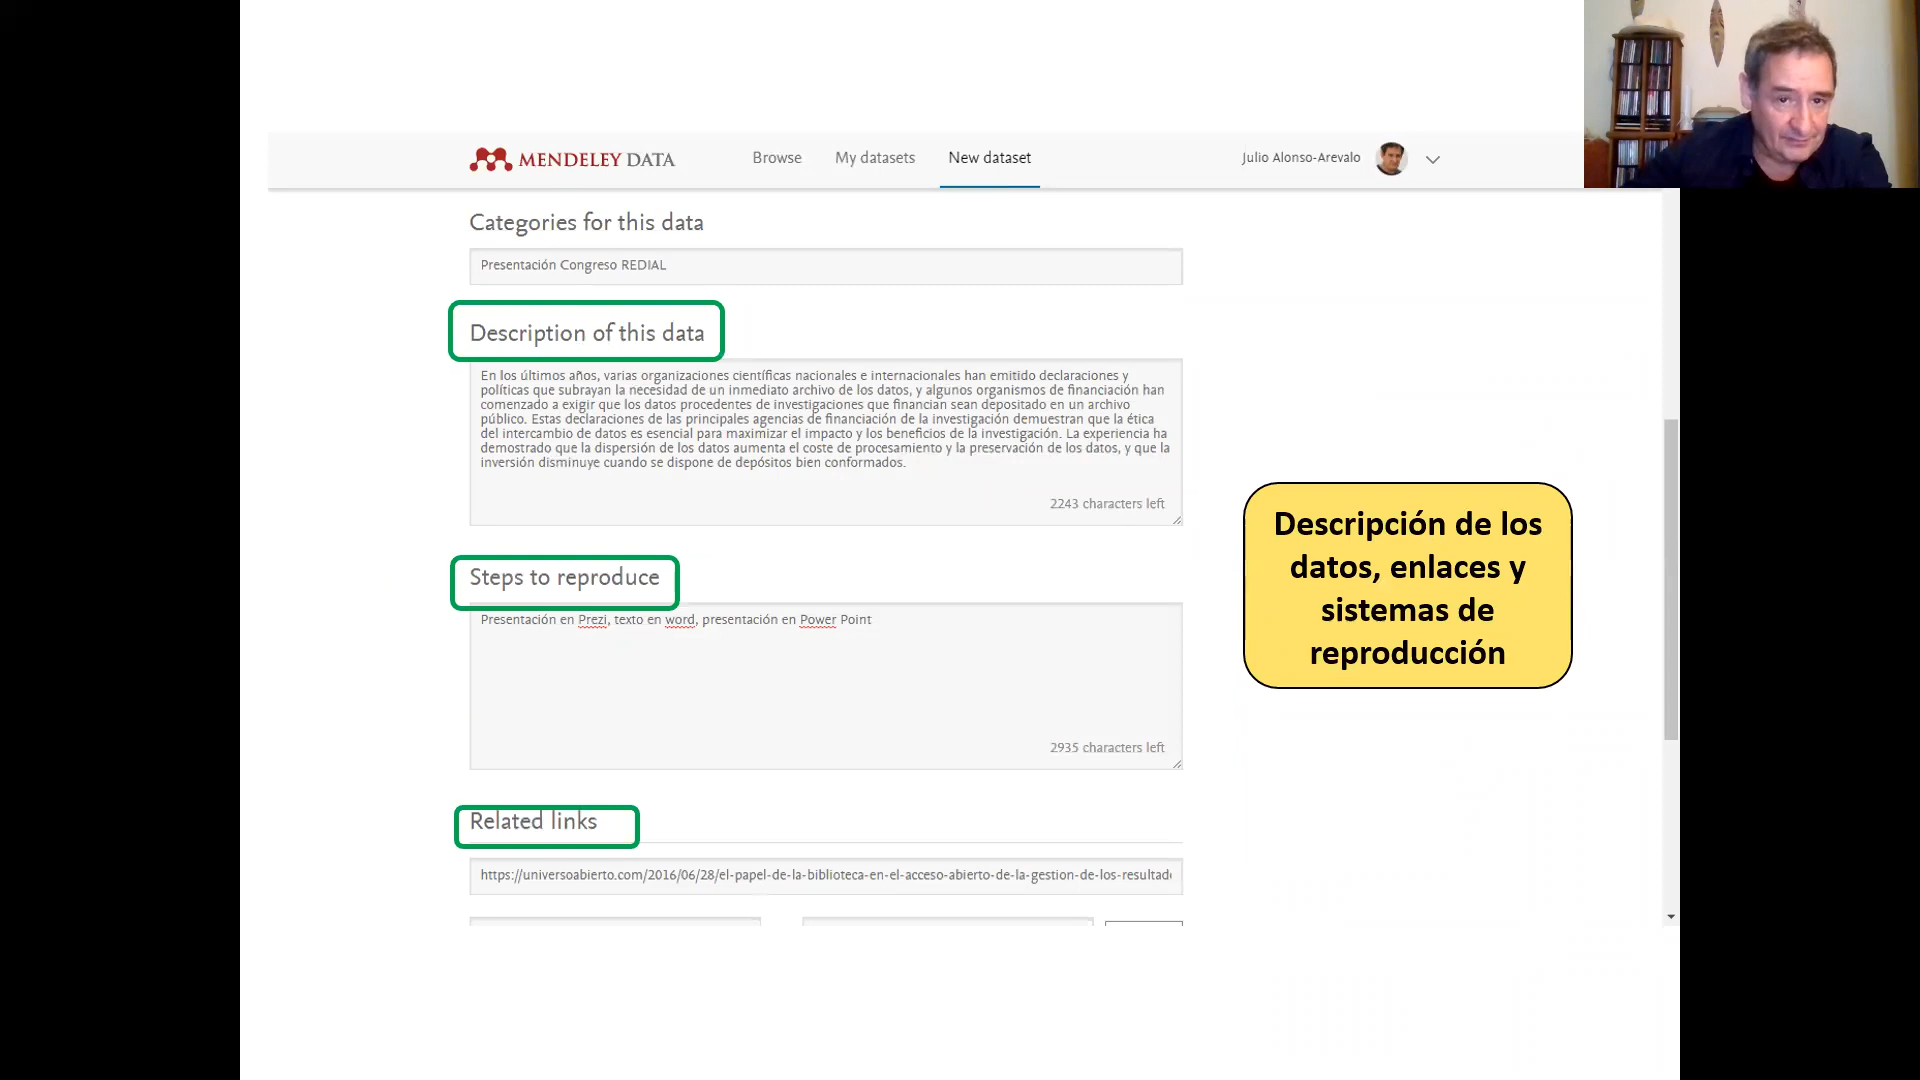 MENDELEY DATA
Browse
My datasets
New dataset
Julio Alonso-Arevalo
Categories for this data
Presentación Congreso REDIAL
Description of this data
En los últimos años, varias organizaciones científicas nacionales e internacionales han emitido declaraciones y
políticas que subrayan la necesidad de un inmediato archivo de los datos, y algunos organismos de financiación han
comenzado a exigir que los datos procedentes de investigaciones que financian sean depositado en un archivo
público. Estas declaraciones de las principales agencias de financiación de la investigación demuestran que la ética
del intercambio de datos es esencial para maximizar el impacto y los beneficios de la investigación. La experiencia ha
demostrado que la dispersión de los datos aumenta el coste de procesamiento y la preservación de los datos, y que la
inversión disminuye cuando se dispone de depósitos bien conformados.
2243 characters left
Steps to reproduce
Presentación en Prezi, texto en word, presentación en Power Point
2935 characters left
Related links
https://universoabierto.com/2016/06/28/el-papel-de-la-biblioteca-en-el-acceso-abierto-de-la-gestion-de-los-resultad
Descripción de los
datos, enlaces y
sistemas de
reproducción